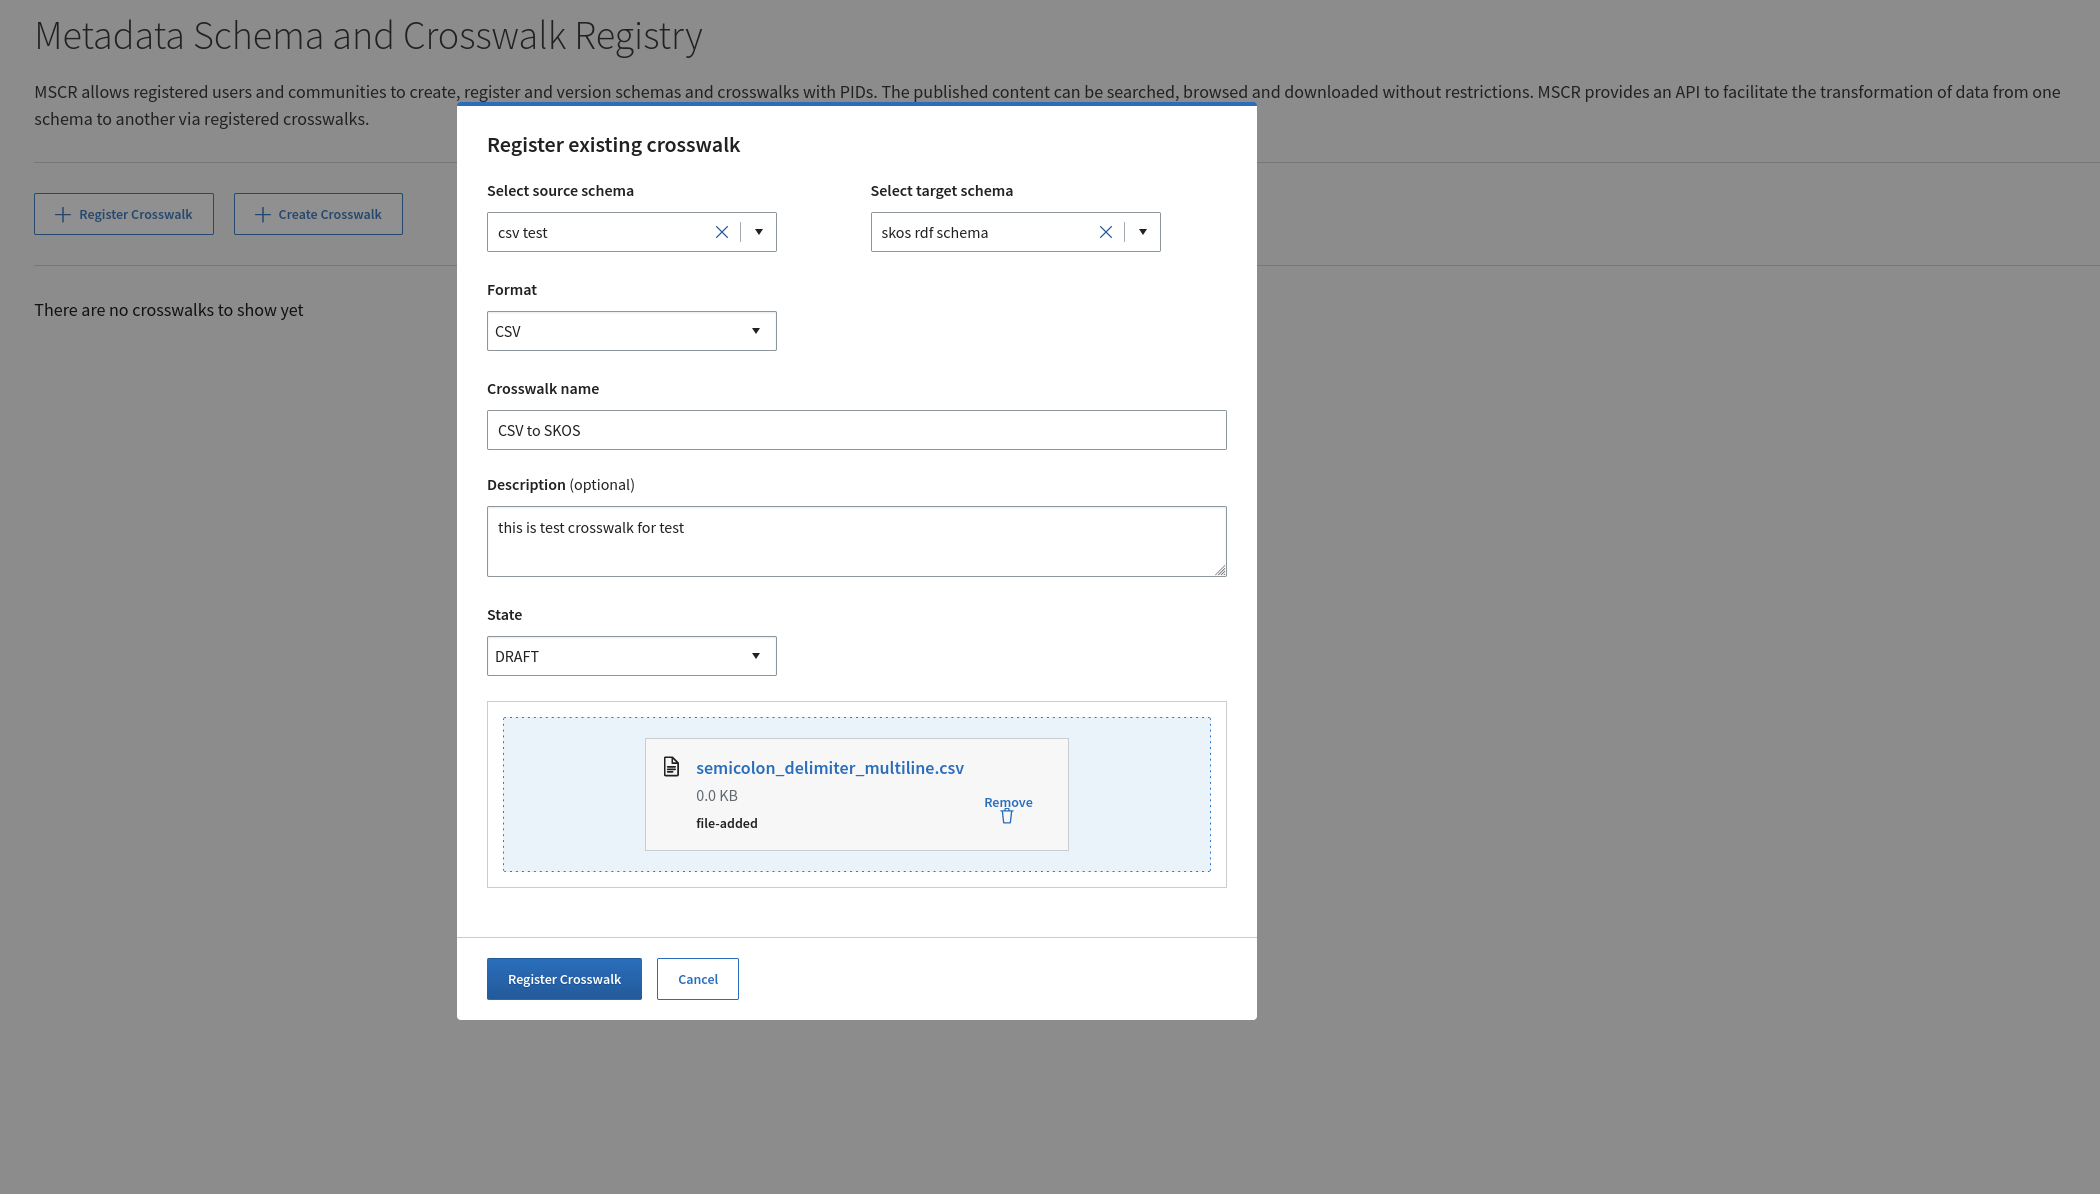 Metadata Schema and Crosswalk Registry
MSCR allows registered users and communities to create, register and version schemas and crosswalks with PIDs. The published content can be searched, browsed and downloaded without restrictions. MSCR provides an API to facilitate the transformation of data from one
schema to another via registered crosswalks.
Register Crosswalk
Create Crosswalk
There are no crosswalks to show yet
Register existing crosswalk
Select source schema
Select target schema
csv test
skos rdf schema
Format
CSV
Crosswalk name
CSV to SKOS
Description (optional)
this is test crosswalk for test
State
DRAFT
semicolon_delimiter_multiline.csv
0.0 KB
Remove
file-added
Register Crosswalk
Cancel